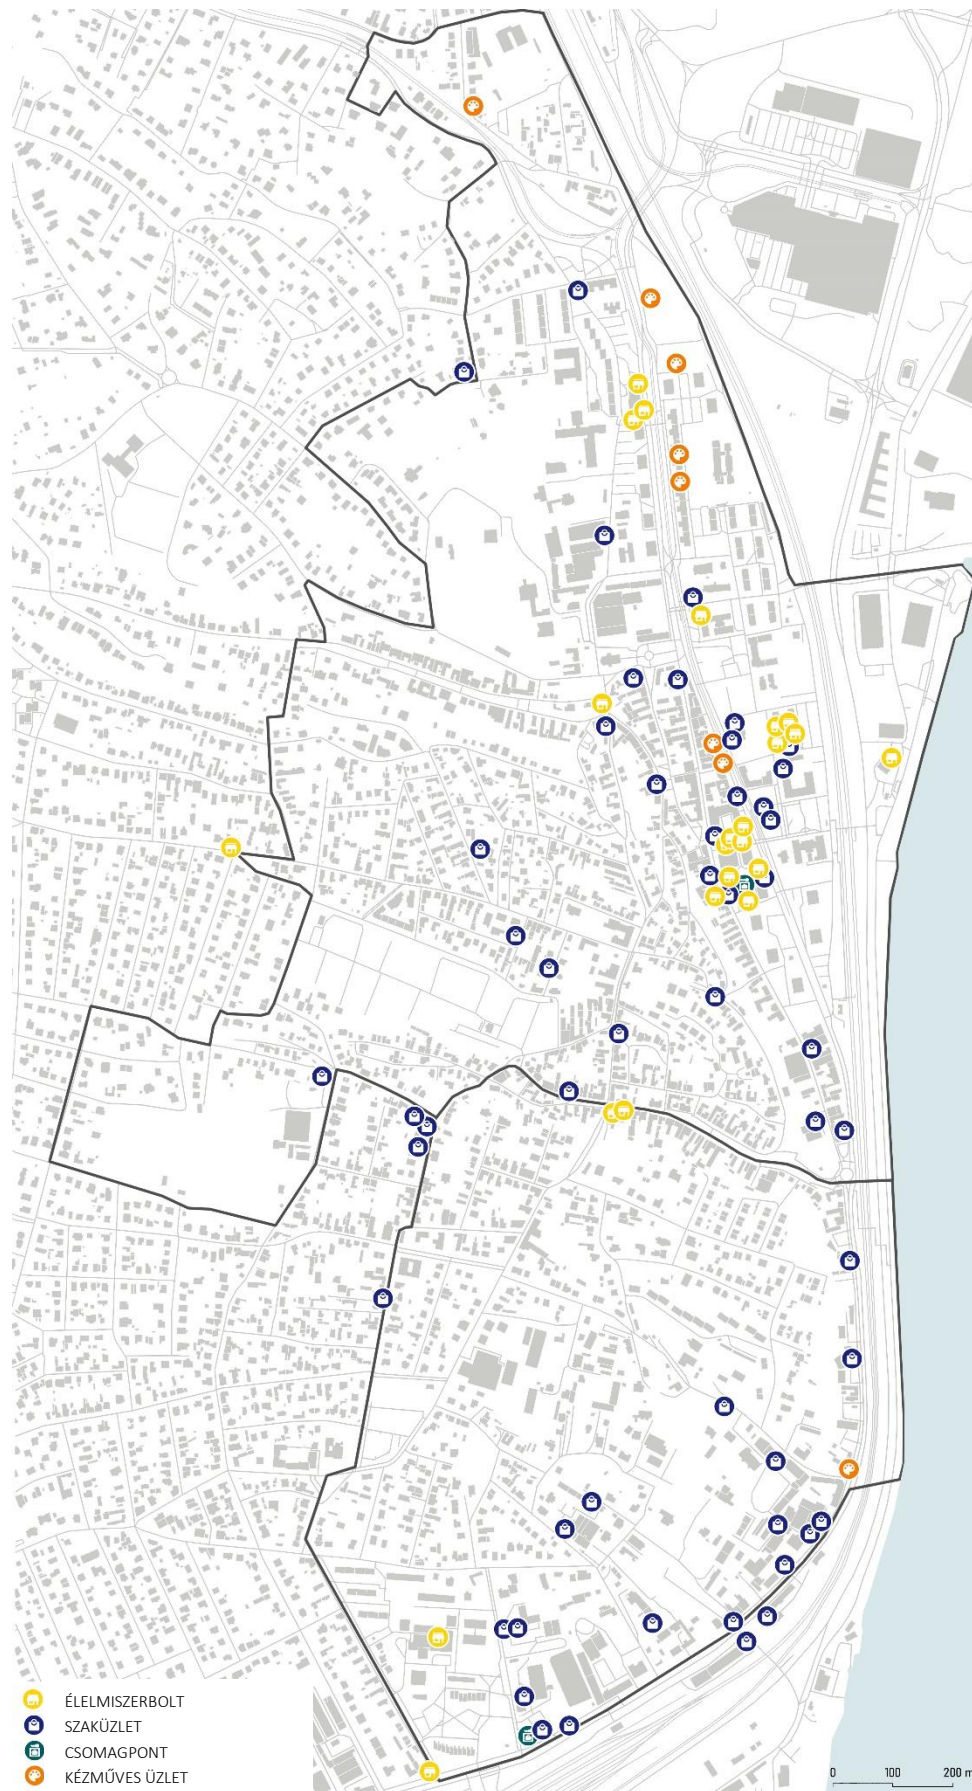 ÉLELMISZERBOLT
SZAKÜZLET
CSOMAGPONT
KÉZMŰVES ÜZLET
0 100 200 m